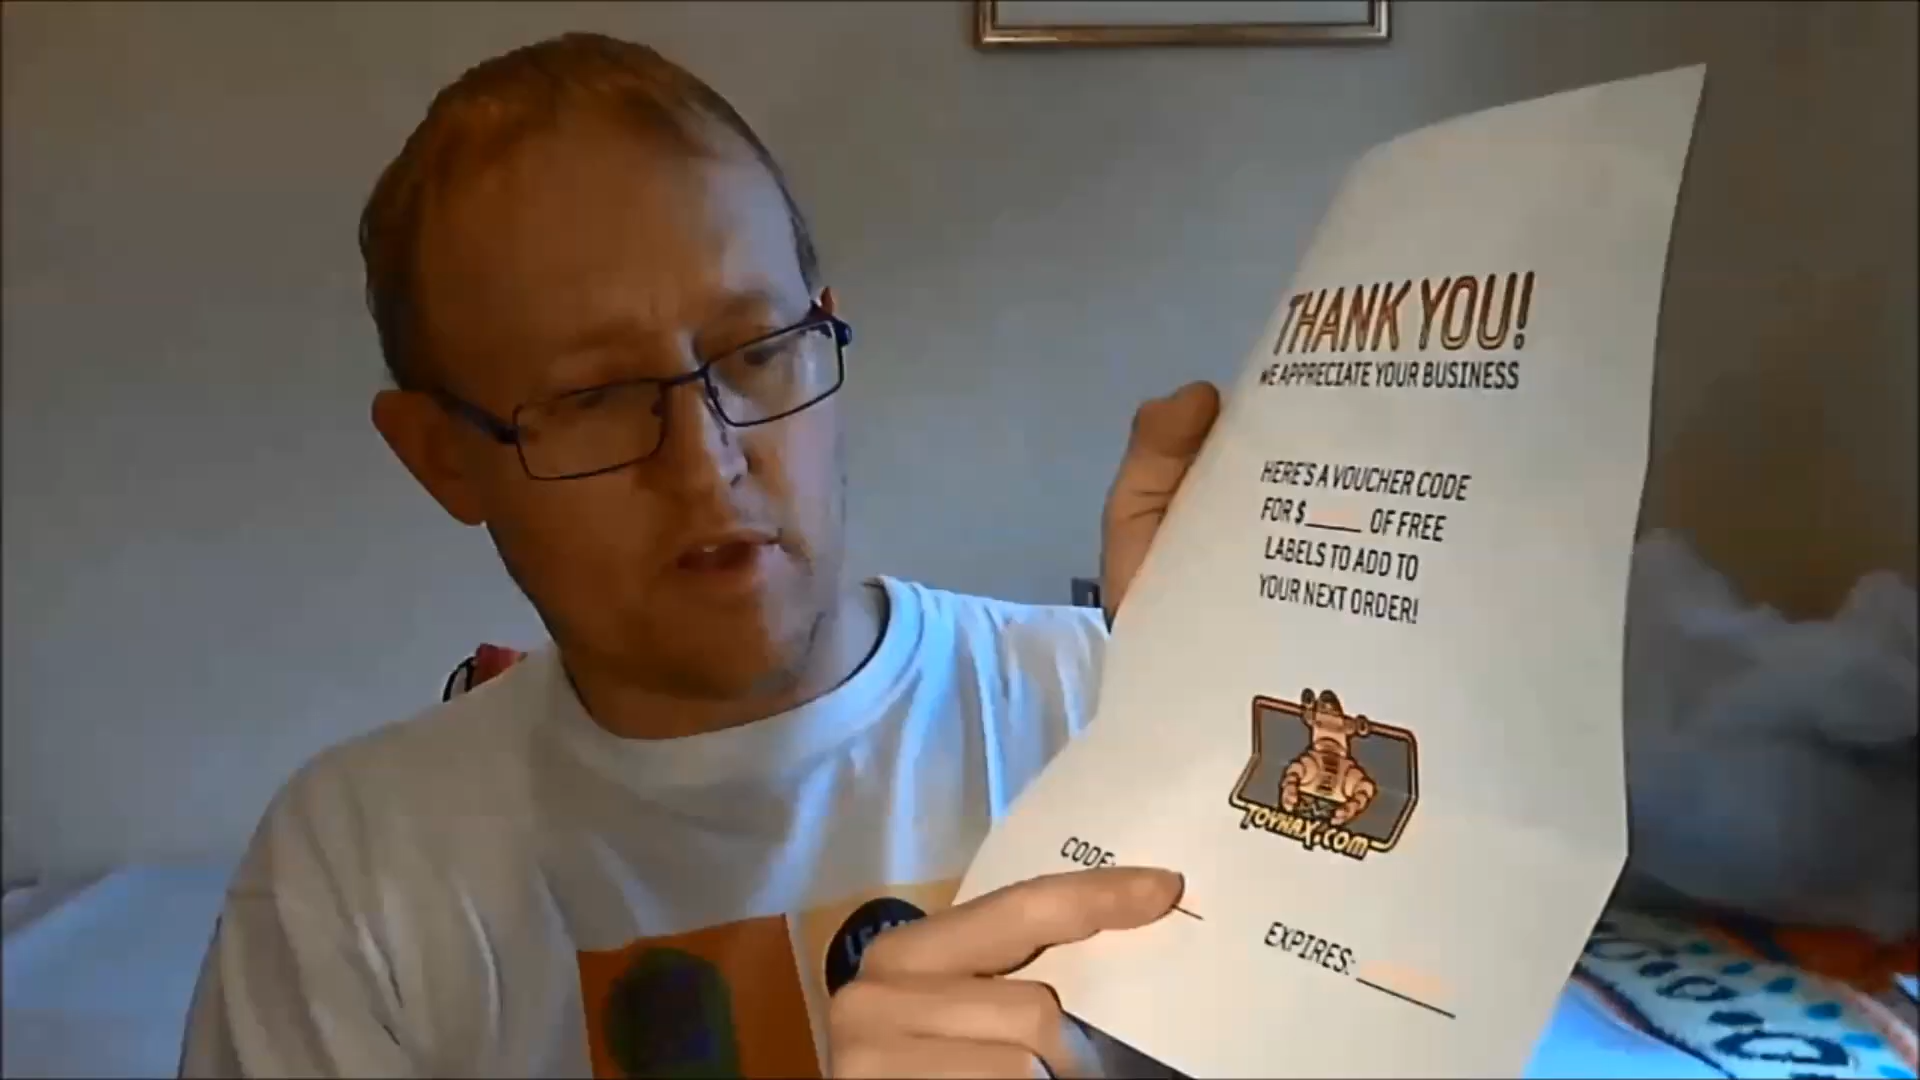 THANK YOU!
WE APPRECIATE YOUR BUSINESS
HERE'S A VOUCHER CODE
FOR $_____ OF FREE
LABELS TO ADD TO
YOUR NEXT ORDER!
TOYHAX.COM
CODE:
EXPIRES: